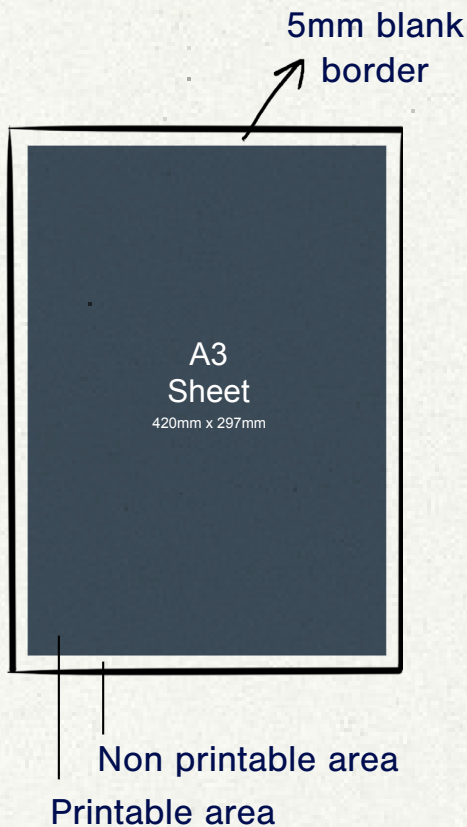 5mm blank
border
A3
Sheet
420mm x 297mm
Non printable area
Printable area